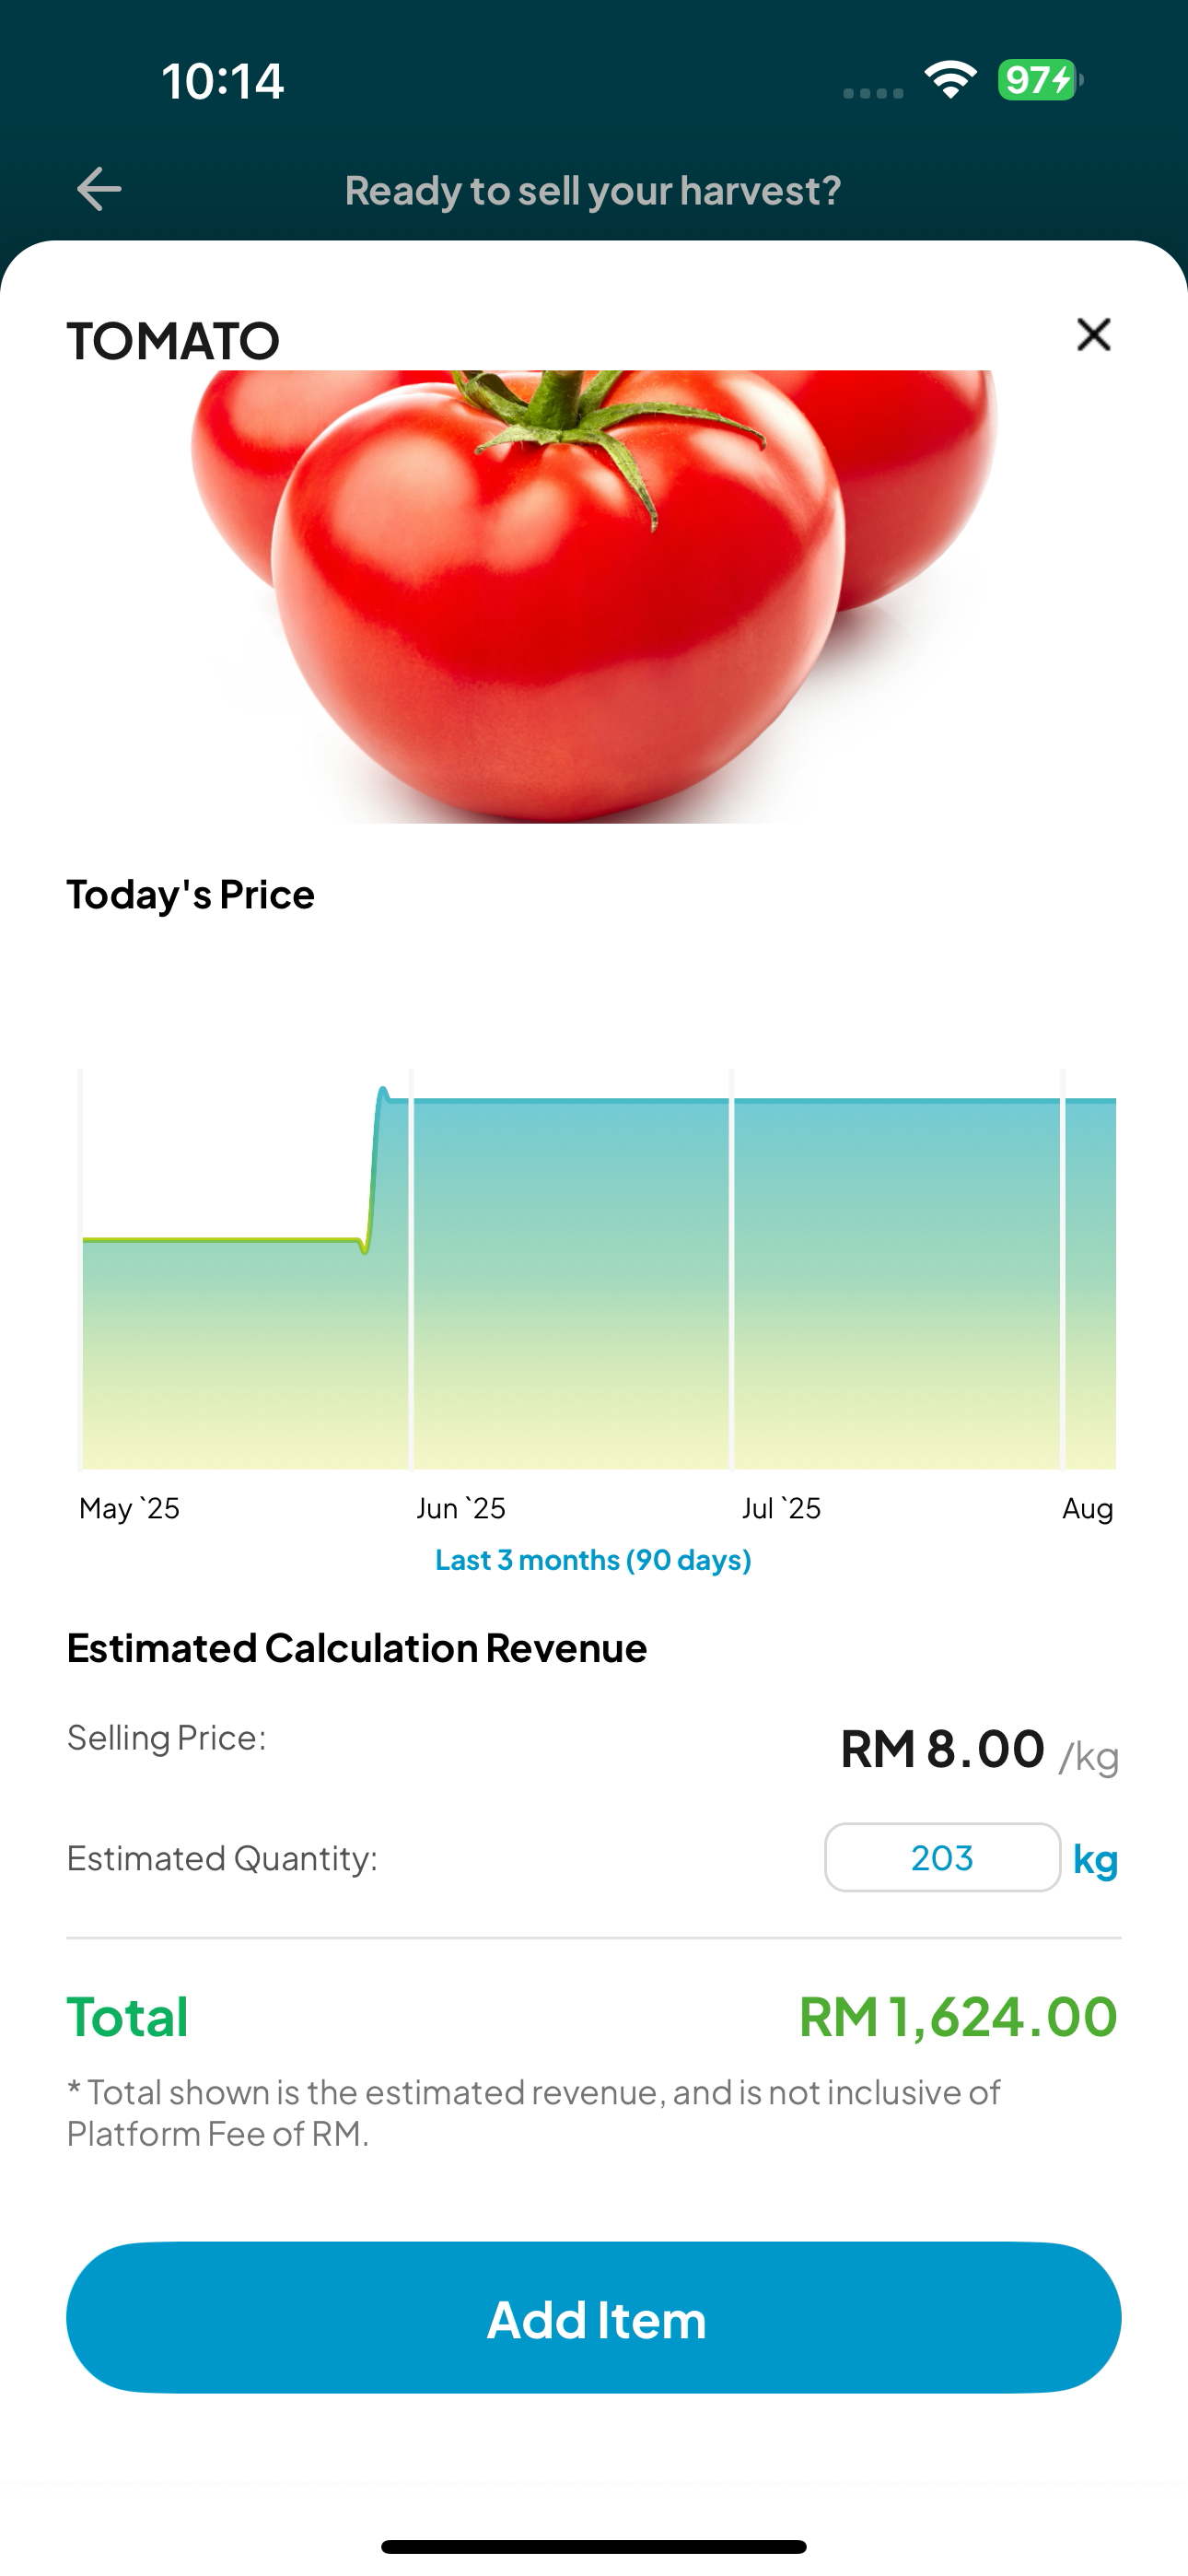 10:14
97
Ready to sell your harvest?
TOMATO
Today's Price
May `25 Jun `25 Jul `25 Aug
Last 3 months (90 days)
Estimated Calculation Revenue
Selling Price: RM 8.00 /kg
Estimated Quantity: 203 kg
Total RM 1,624.00
* Total shown is the estimated revenue, and is not inclusive of
Platform Fee of RM.
Add Item